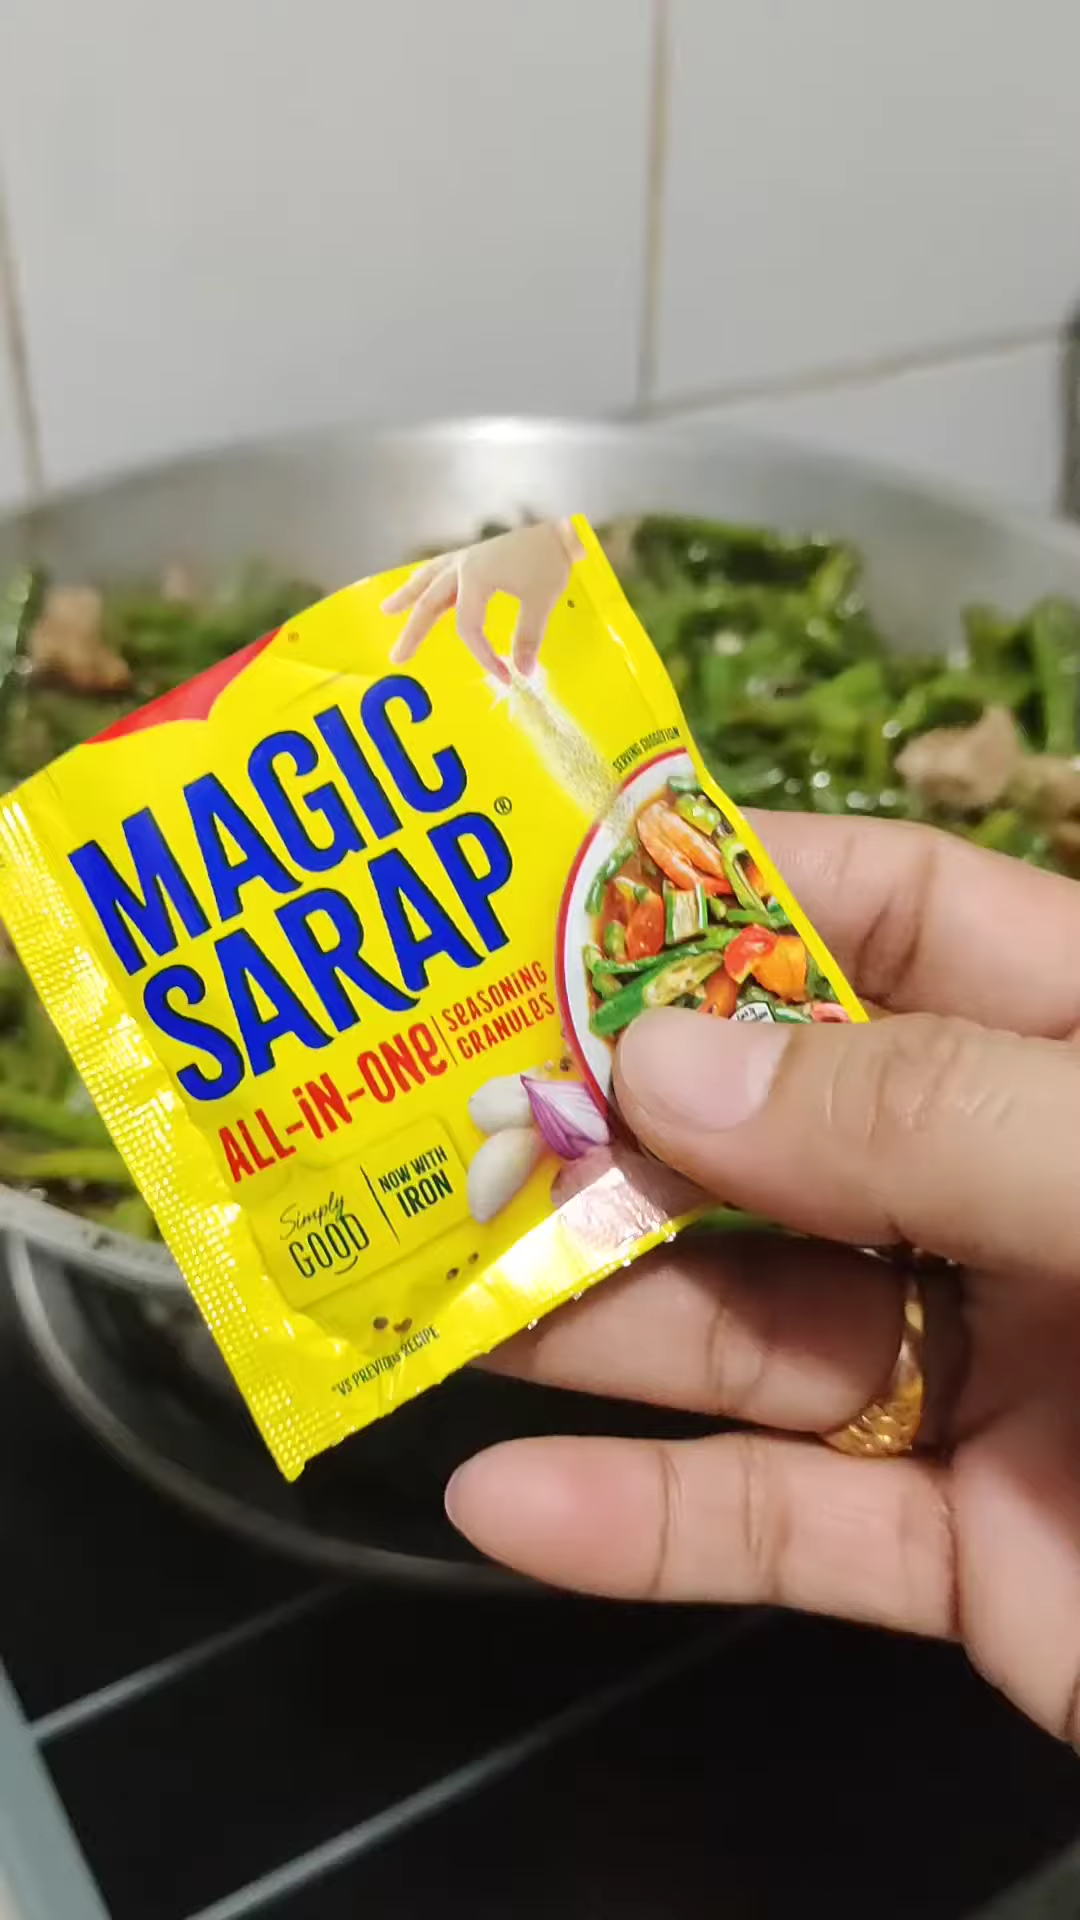 MAGIC
SARAP®
ALL-iN-ONe
SeASONiNG
GRANULeS
SERVING SUGGESTION
Simply
GOOD
NOW WITH
IRON
*VS PREVIOUS RECIPE